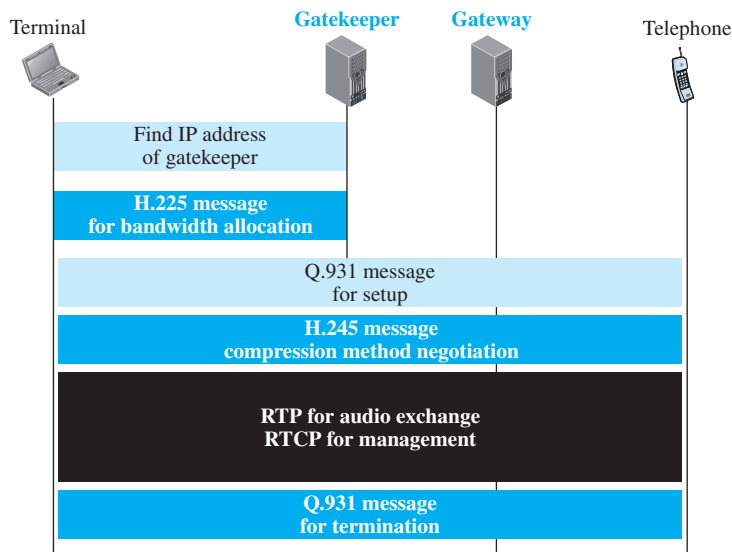 Terminal
Gatekeeper
Gateway
Telephone
Find IP address
of gatekeeper
H.225 message
for bandwidth allocation
Q.931 message
for setup
H.245 message
compression method negotiation
RTP for audio exchange
RTCP for management
Q.931 message
for termination